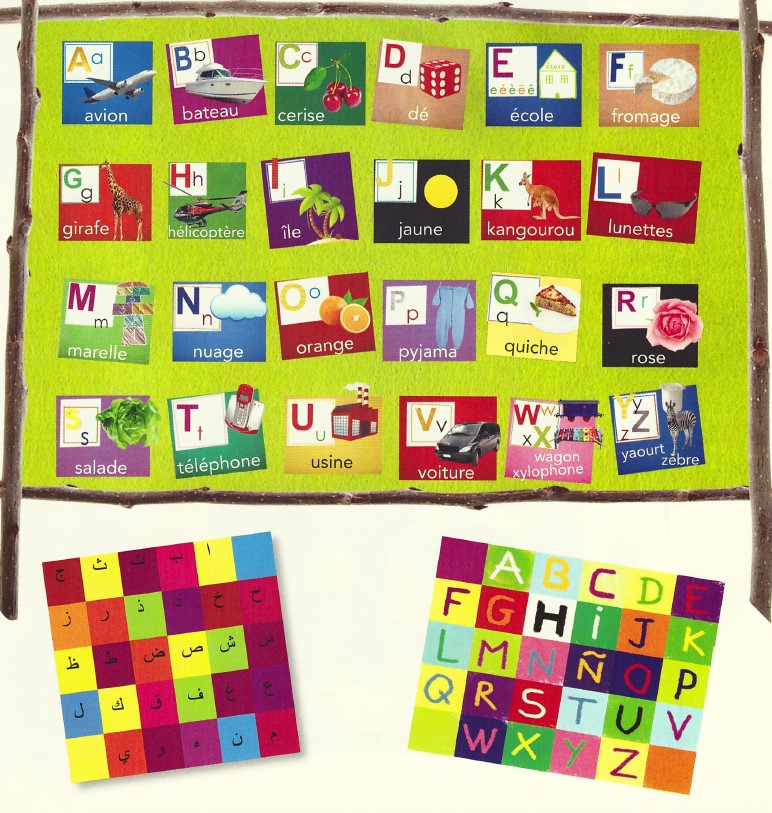 A a
avion
B b
bateau
C c
cerise
D d
dé
E
école
e é è ê ë
école
F f
fromage
G g
girafe
H h
hélicoptère
I i
île
J j
jaune
K k
kangourou
L l
lunettes
M m
marelle
N n
nuage
O o
orange
P p
pyjama
Q q
quiche
R r
rose
S s
salade
T t
téléphone
U u
usine
V v
voiture
W w
x X
wagon
xylophone
Y y
z Z
yaourt
zèbre
ا ب ت ث ج
ح خ د ذ ر ز
س ش ص ض ط ظ
ع غ ف ق ك ل
م ن ه و ي
A B C D E
F G H i J K
L M N Ñ O P
Q R S T U V
W X Y Z